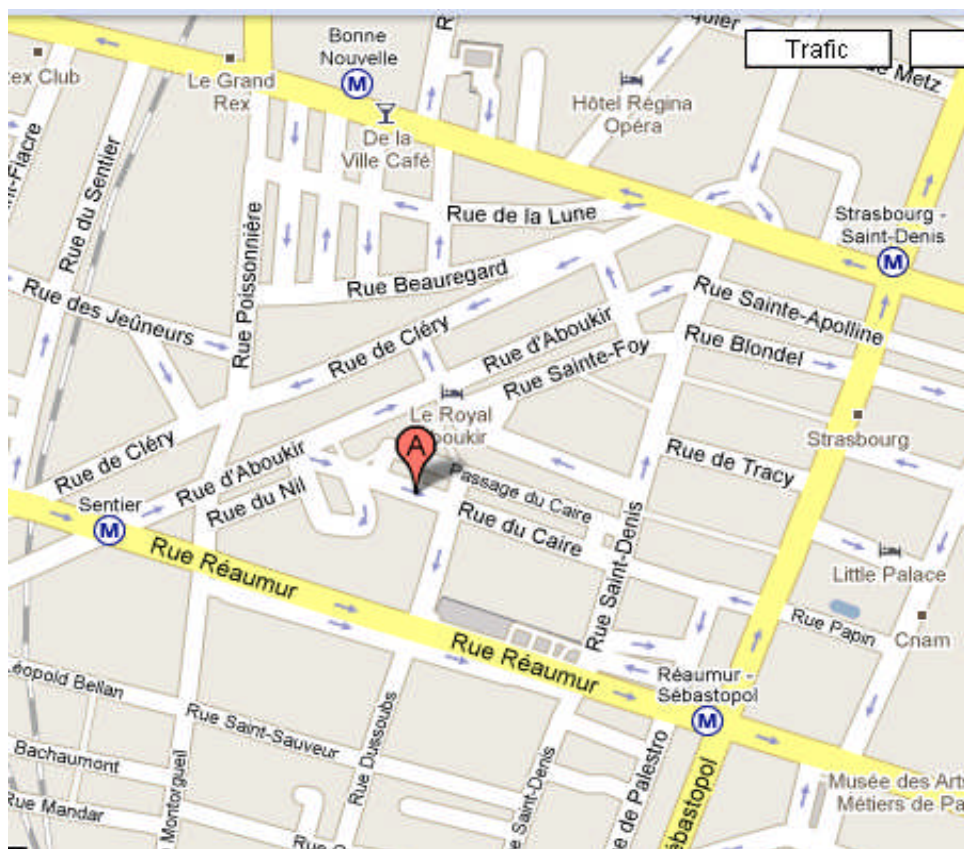 Trafic
Bonne
Nouvelle
M
ex Club
Le Grand
Rex
De la
Ville Café
Hôtel Régina
Opéra
quier
de Metz
R
Strasbourg -
Saint-Denis
M
nt-Fiacre
Rue du Sentier
Rue Poissonnière
Rue de la Lune
Rue Beauregard
Rue des Jeûneurs
Rue de Cléry
Rue d'Aboukir
Rue Sainte-Foy
Rue Sainte-Apolline
Rue Blondel
Strasbourg
Le Royal
boukir
A
Rue de Cléry
Rue d'Aboukir
Rue du Nil
Passage du Caire
Rue du Caire
Rue Saint-Denis
Rue de Tracy
Sentier
M
Rue Réaumur
Little Palace
Rue Papin
Cnam
Rue Réaumur
Réaumur -
Sébastopol
M
Léopold Bellan
Rue Saint-Sauveur
Rue Dussoubs
Bachaumont
Rue Mandar
Montorgueil
Saint-Denis
e de Palestro
ébastopol
Musée des Arts
Métiers de Pa